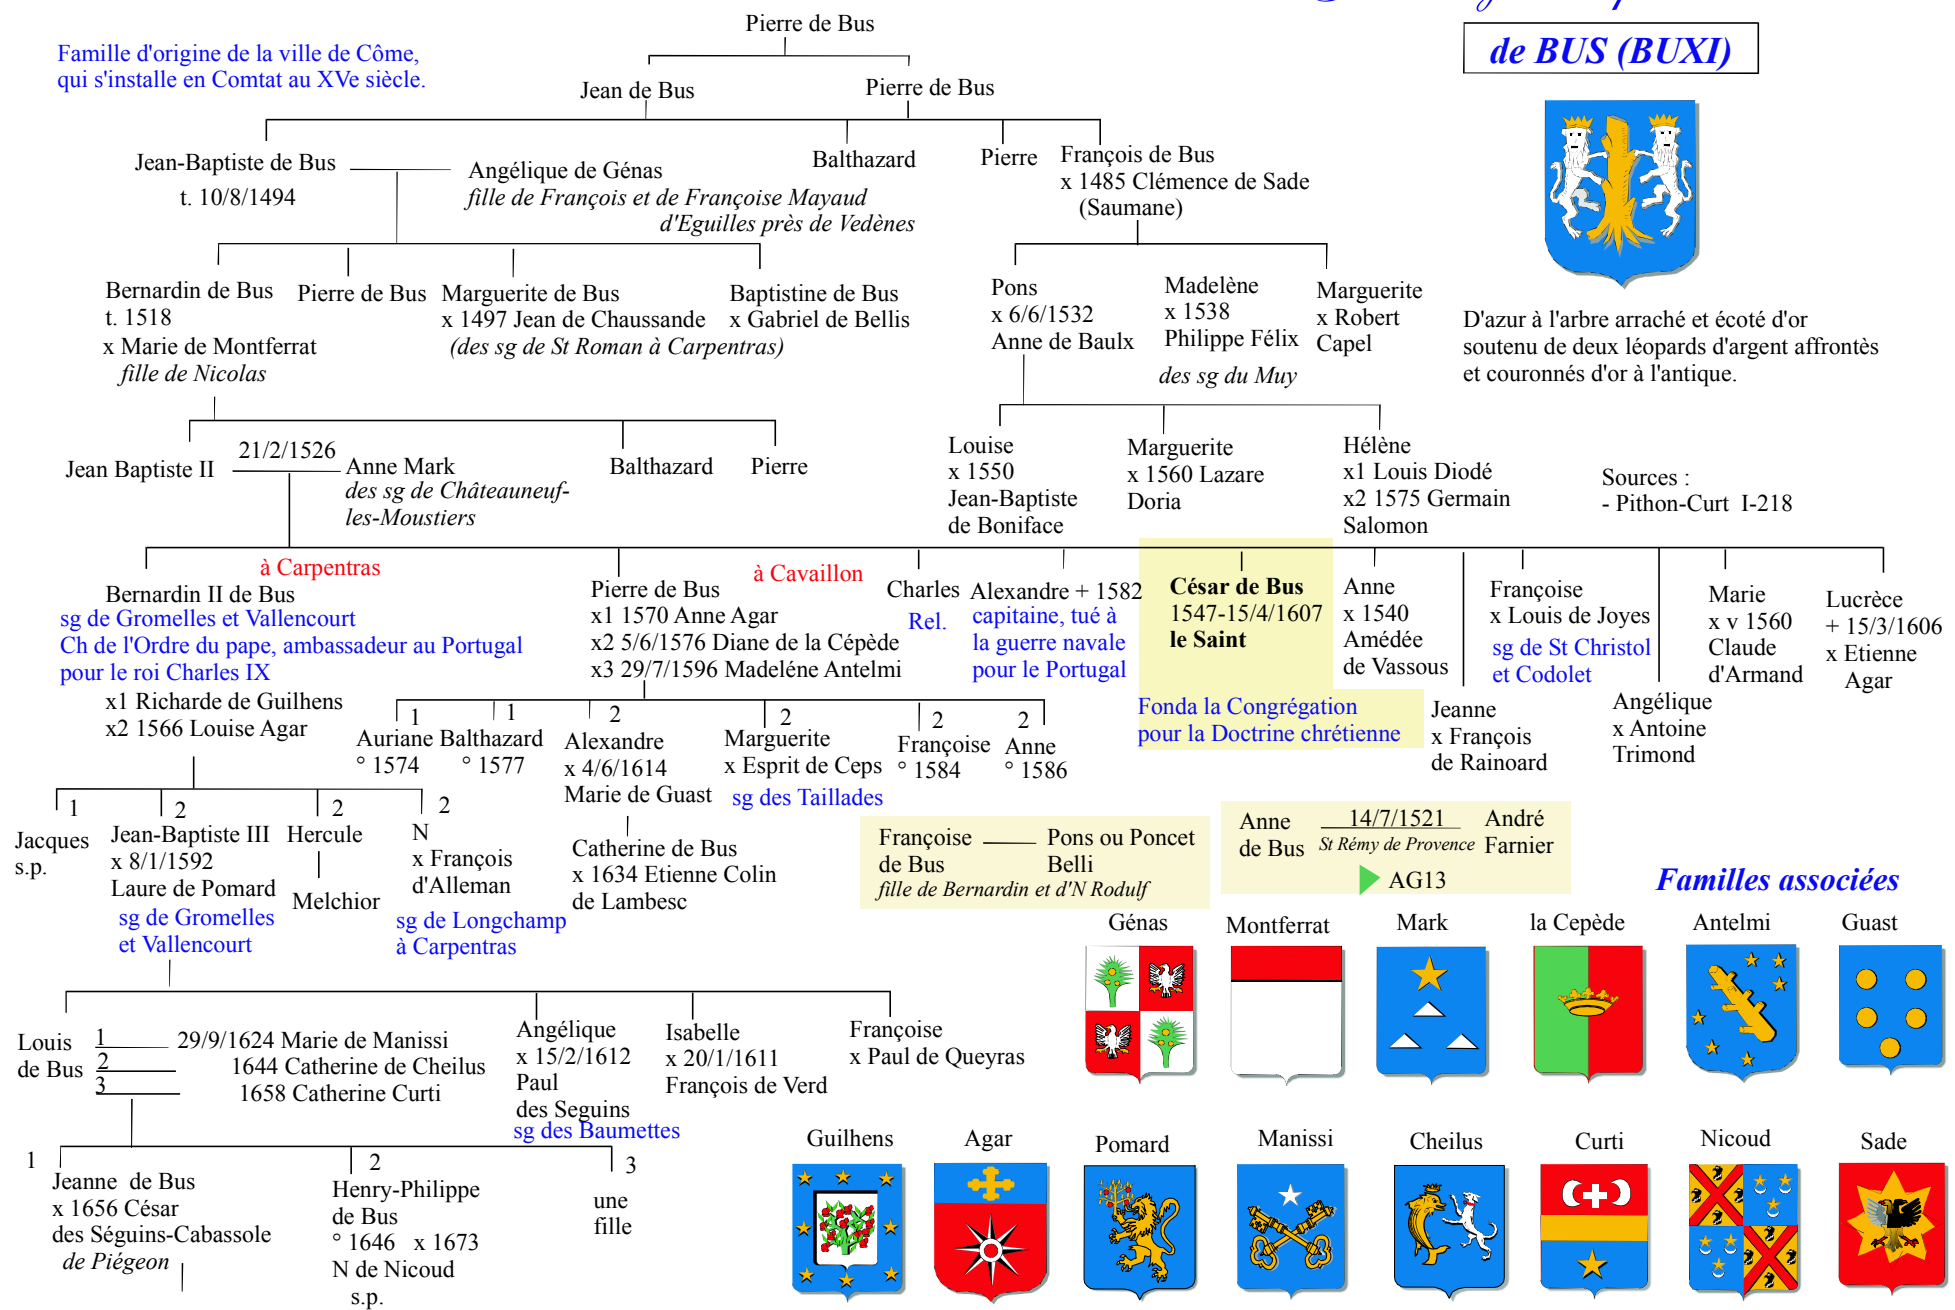 Pierre de Bus
Famille d'origine de la ville de Côme,
qui s'installe en Comtat au XVe siècle.
de BUS (BUXI)
Jean de Bus
Pierre de Bus
Jean-Baptiste de Bus
t. 10/8/1494
Angélique de Génas
fille de François et de Françoise Mayaud
d'Eguilles près de Vedènes
Balthazard
Pierre
François de Bus
x 1485 Clémence de Sade
(Saumane)
Bernardin de Bus
t. 1518
x Marie de Montferrat
fille de Nicolas
Pierre de Bus
Marguerite de Bus
x 1497 Jean de Chaussande
(des sg de St Roman à Carpentras)
Baptistine de Bus
x Gabriel de Bellis
Pons
x 6/6/1532
Anne de Baulx
Madelène
x 1538
Philippe Félix
des sg du Muy
Marguerite
x Robert
Capel
D'azur à l'arbre arraché et écoté d'or
soutenu de deux léopards d'argent affrontès
et couronnés d'or à l'antique.
Jean Baptiste II
21/2/1526
Anne Mark
des sg de Châteauneuf-
les-Moustiers
Balthazard
Pierre
Louise
x 1550
Jean-Baptiste
de Boniface
Marguerite
x 1560 Lazare
Doria
Hélène
x1 Louis Diodé
x2 1575 Germain
Salomon
Sources :
- Pithon-Curt I-218
à Carpentras
Bernardin II de Bus
sg de Gromelles et Vallencourt
Ch de l'Ordre du pape, ambassadeur au Portugal
pour le roi Charles IX
x1 Richarde de Guilhens
x2 1566 Louise Agar
à Cavaillon
Pierre de Bus
x1 1570 Anne Agar
x2 5/6/1576 Diane de la Cépède
x3 29/7/1596 Madeléne Antelmi
Charles
Rel.
Alexandre + 1582
capitaine, tué à
la guerre navale
pour le Portugal
César de Bus
1547-15/4/1607
le Saint
Fonda la Congrégation
pour la Doctrine chrétienne
Anne
x 1540
Amédée
de Vassous
Jeanne
x François
de Rainoard
Françoise
x Louis de Joyes
sg de St Christol
et Codolet
Angélique
x Antoine
Trimond
Marie
x v 1560
Claude
d'Armand
Lucrèce
+ 15/3/1606
x Etienne
Agar
1
Auriane
° 1574
1
Balthazard
° 1577
2
Alexandre
x 4/6/1614
Marie de Guast
2
Marguerite
x Esprit de Ceps
sg des Taillades
2
Françoise
° 1584
2
Anne
° 1586
1
Jacques
s.p.
2
Jean-Baptiste III
x 8/1/1592
Laure de Pomard
sg de Gromelles
et Vallencourt
2
Hercule
Melchior
2
N
x François
d'Alleman
sg de Longchamp
à Carpentras
Catherine de Bus
x 1634 Etienne Colin
de Lambesc
Françoise
de Bus
Pons ou Poncet
Belli
fille de Bernardin et d'N Rodulf
Anne
de Bus
14/7/1521
St Rémy de Provence
André
Farnier
AG13
Familles associées
Génas
Montferrat
Mark
la Cepède
Antelmi
Guast
Louis
de Bus
1
29/9/1624 Marie de Manissi
2
1644 Catherine de Cheilus
3
1658 Catherine Curti
Angélique
x 15/2/1612
Paul
des Seguins
sg des Baumettes
Isabelle
x 20/1/1611
François de Verd
Françoise
x Paul de Queyras
Guilhens
Agar
Pomard
Manissi
Cheilus
Curti
Nicoud
Sade
1
Jeanne de Bus
x 1656 César
des Séguins-Cabassole
de Piégeon
2
Henry-Philippe
de Bus
° 1646 x 1673
N de Nicoud
s.p.
3
une
fille